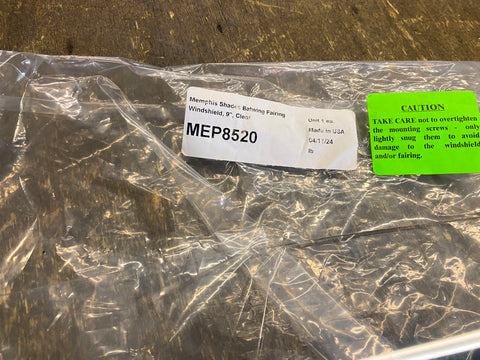 Memphis Shades Batwing Fairing
Windshield, 9", Clear
MEP8520
Unit 1 ea.
Made in USA
04/11/24
lb
CAUTION
TAKE CARE not to overtighten
the mounting screws - only
lightly snug them to avoid
damage to the windshield
and/or fairing.